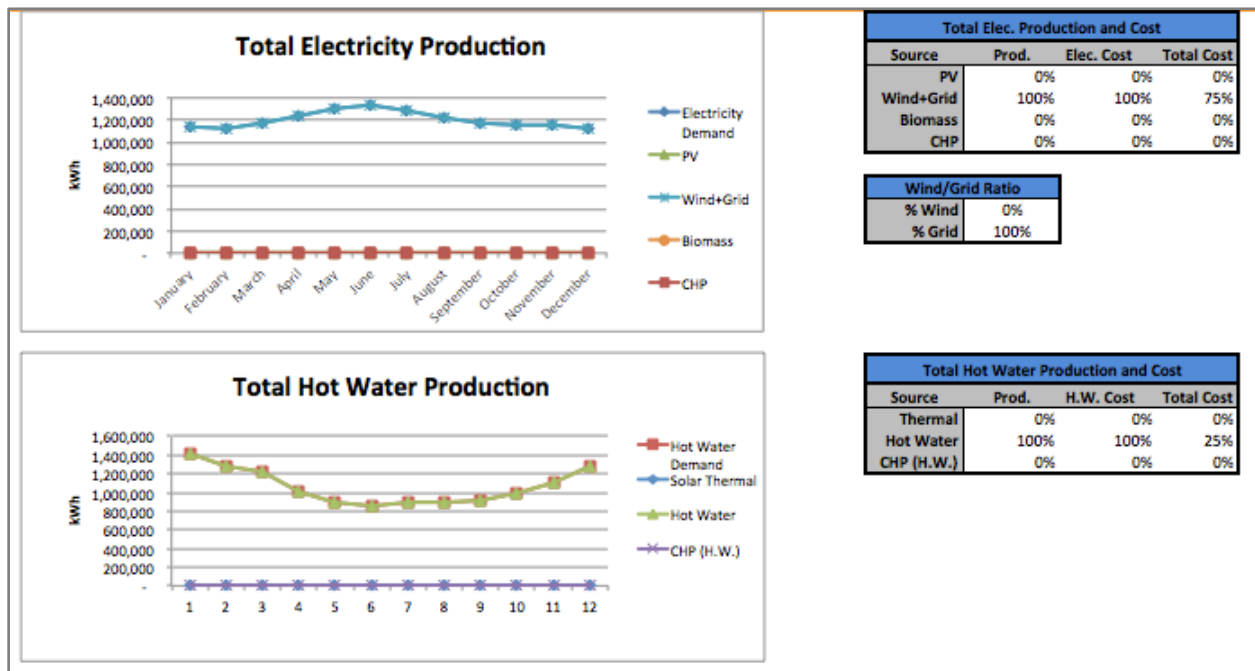 Total Electricity Production
1,400,000
1,200,000
1,000,000
800,000
600,000
400,000
200,000
-
kWh
January
February
March
April
May
June
July
August
September
October
November
December
Electricity
Demand
PV
Wind+Grid
Biomass
CHP
Total Elec. Production and Cost
Source Prod. Elec. Cost Total Cost
PV 0% 0% 0%
Wind+Grid 100% 100% 75%
Biomass 0% 0% 0%
CHP 0% 0% 0%
Wind/Grid Ratio
% Wind 0%
% Grid 100%
Total Hot Water Production
1,600,000
1,400,000
1,200,000
1,000,000
800,000
600,000
400,000
200,000
-
kWh
1 2 3 4 5 6 7 8 9 10 11 12
Hot Water
Demand
Solar Thermal
Hot Water
CHP (H.W.)
Total Hot Water Production and Cost
Source Prod. H.W. Cost Total Cost
Thermal 0% 0% 0%
Hot Water 100% 100% 25%
CHP (H.W.) 0% 0% 0%